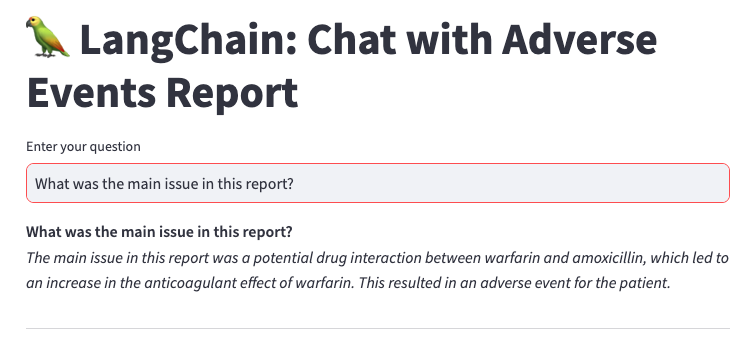 🦜 LangChain: Chat with Adverse
Events Report
Enter your question
What was the main issue in this report?
What was the main issue in this report?
The main issue in this report was a potential drug interaction between warfarin and amoxicillin, which led to
an increase in the anticoagulant effect of warfarin. This resulted in an adverse event for the patient.